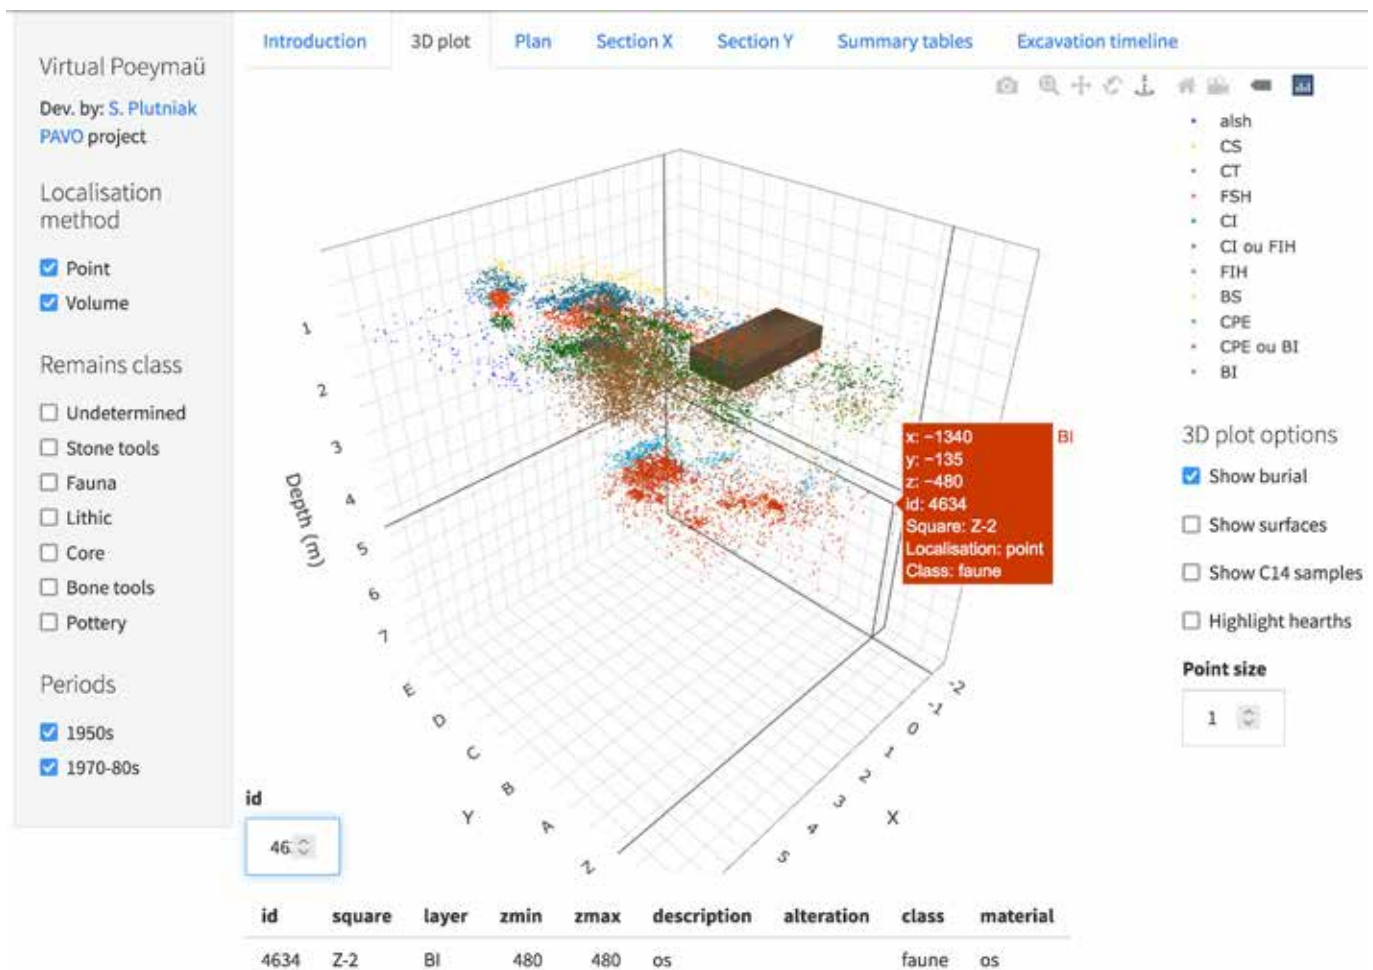 Introduction 3D plot Plan Section X Section Y Summary tables Excavation timeline
Virtual Poeymaü
Dev. by: S. Plutniak
PAVO project
Localisation
method
Point
Volume
Remains class
Undetermined
Stone tools
Fauna
Lithic
Core
Bone tools
Pottery
Periods
1950s
1970-80s
1
2
3
4
5
6
7
Depth (m)
E
D
C
B
A
Z
Y
-2
-1
0
1
2
3
4
5
X
x: −1340
y: −135
z: −480
id: 4634
Square: Z-2
Localisation: point
Class: faune
BI
alsh
CS
CT
FSH
CI
CI ou FIH
FIH
BS
CPE
CPE ou BI
BI
3D plot options
Show burial
Show surfaces
Show C14 samples
Highlight hearths
Point size
1
id
46
id square layer zmin zmax description alteration class material
4634 Z-2 BI 480 480 os faune os